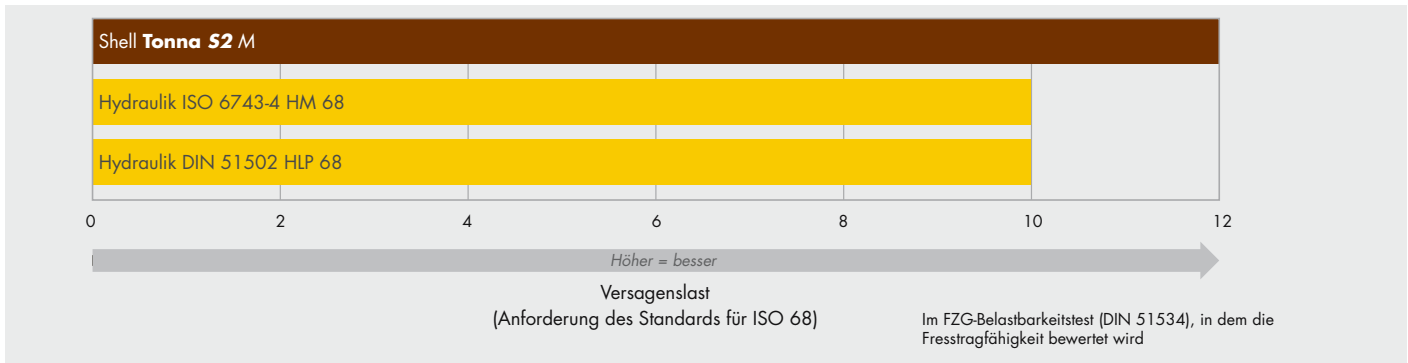 Shell Tonna S2 M
Hydraulik ISO 6743-4 HM 68
Hydraulik DIN 51502 HLP 68
0 2 4 6 8 10 12
Höher = besser
Versagenslast
(Anforderung des Standards für ISO 68)
Im FZG-Belastbarkeitstest (DIN 51534), in dem die
Fresstragfähigkeit bewertet wird